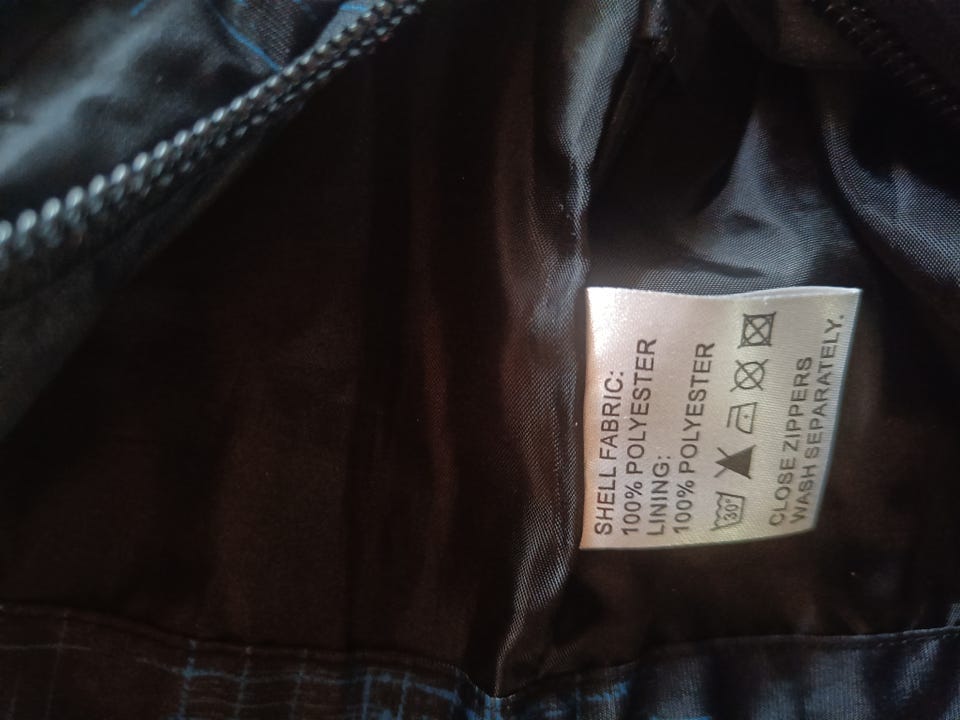 SHELL FABRIC:
100% POLYESTER
LINING:
100% POLYESTER
30°
CLOSE ZIPPERS
WASH SEPARATELY.